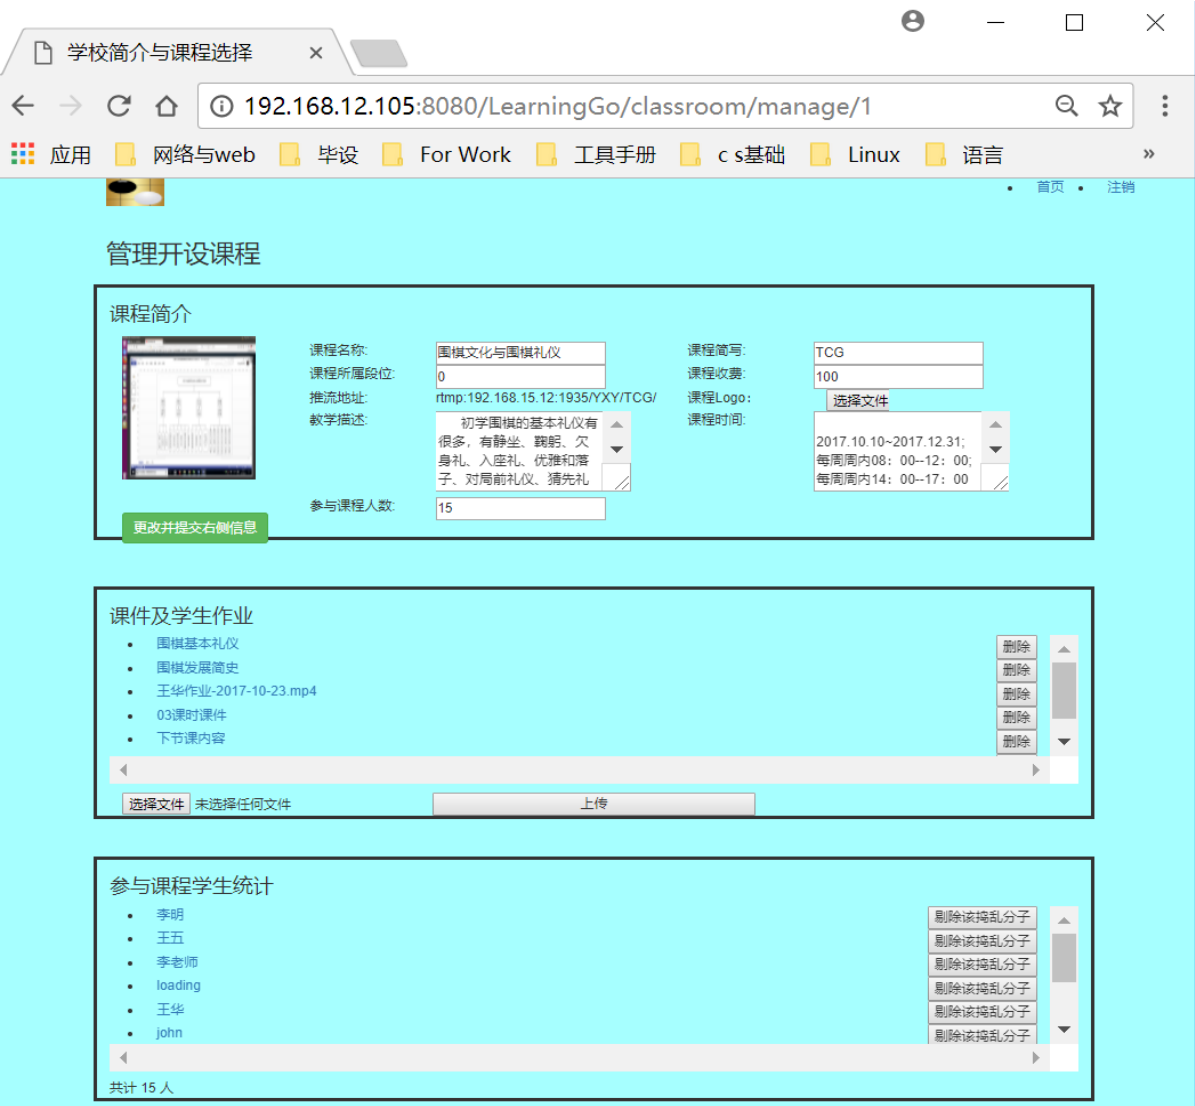 学校简介与课程选择
192.168.12.105:8080/LearningGo/classroom/manage/1
应用 网络与web 毕设 For Work 工具手册 c s基础 Linux 语言 »
首页 注销
管理开设课程
课程简介
课程名称: 围棋文化与围棋礼仪 课程简写: TCG
课程所属段位: 0 课程收费: 100
推流地址: rtmp:192.168.15.12:1935/YXY/TCG/ 课程Logo: 选择文件
教学描述: 初学围棋的基本礼仪有 课程时间:
很多，有静坐、鞠躬、欠 2017.10.10~2017.12.31;
身礼、入座礼、优雅和落 每周周内08：00--12：00;
子、对局前礼仪、猜先礼 每周周内14：00--17：00
参与课程人数: 15
更改并提交右侧信息
课件及学生作业
围棋基本礼仪 删除
围棋发展简史 删除
王华作业-2017-10-23.mp4 删除
03课时课件 删除
下节课内容 删除
选择文件 未选择任何文件 上传
参与课程学生统计
李明 剔除该捣乱分子
王五 剔除该捣乱分子
李老师 剔除该捣乱分子
loading 剔除该捣乱分子
王华 剔除该捣乱分子
john 剔除该捣乱分子
共计 15 人